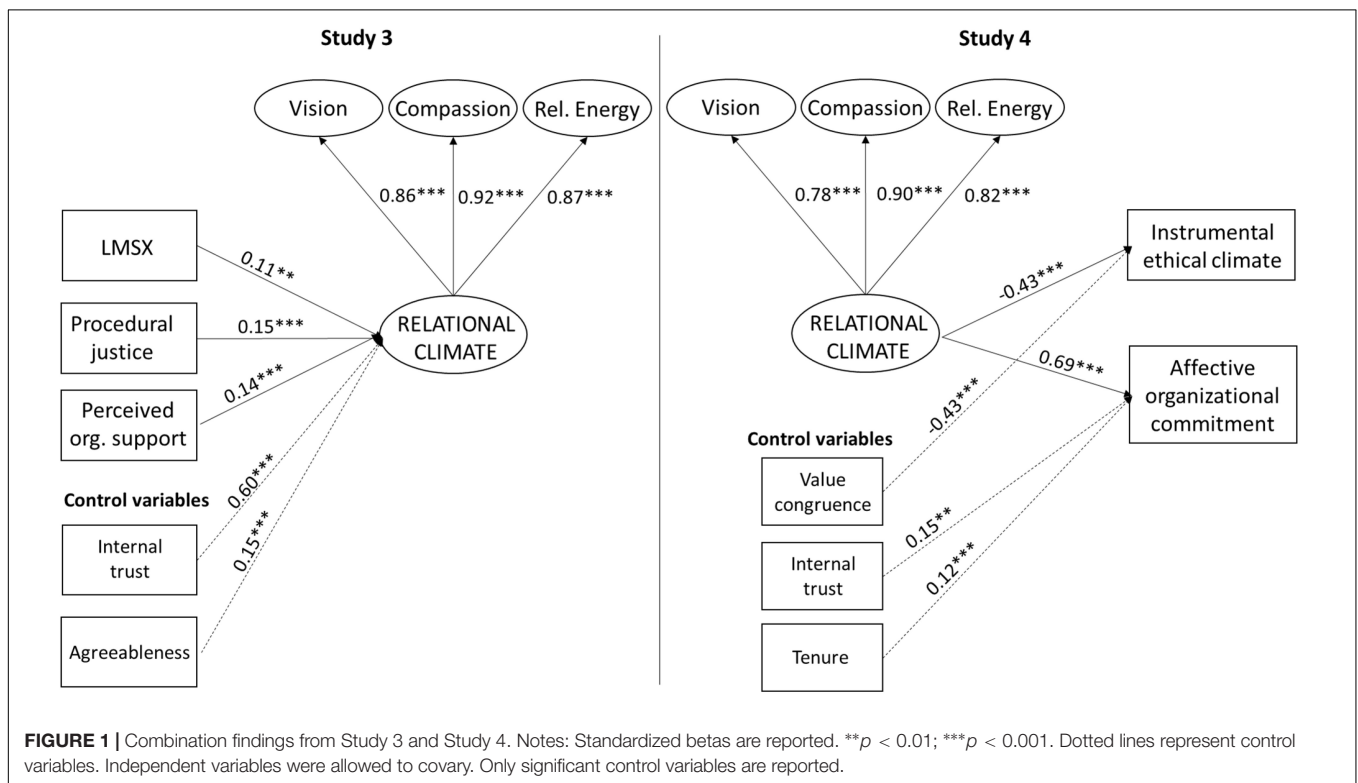 Study 3
Vision
Compassion
Rel. Energy
0.86***
0.92***
0.87***
LMSX
0.11**
Procedural
justice
0.15***
RELATIONAL
CLIMATE
Perceived
org. support
0.14***
Control variables
Internal
trust
0.60***
Agreeableness
0.15***
Study 4
Vision
Compassion
Rel. Energy
0.78***
0.90***
0.82***
Instrumental
ethical climate
-0.43***
RELATIONAL
CLIMATE
0.69***
Affective
organizational
commitment
-0.43***
Control variables
Value
congruence
0.15**
Internal
trust
0.12***
Tenure
FIGURE 1 | Combination findings from Study 3 and Study 4. Notes: Standardized betas are reported. **p < 0.01; ***p < 0.001. Dotted lines represent control
variables. Independent variables were allowed to covary. Only significant control variables are reported.